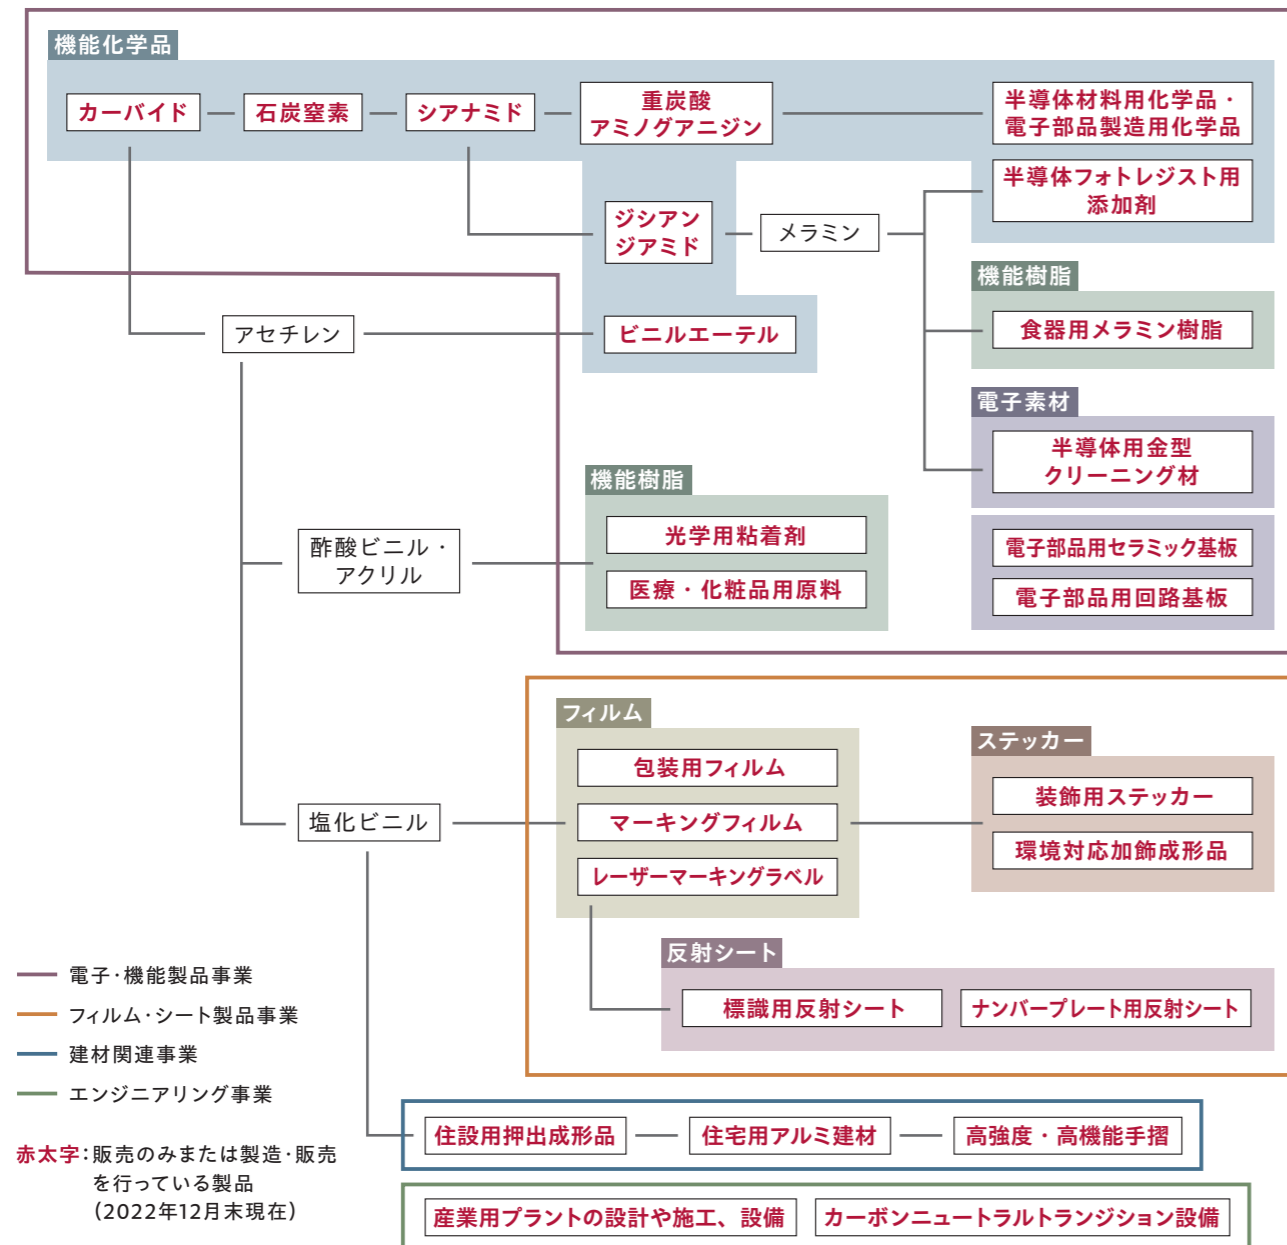 機能化学品
カーバイド
石炭窒素
シアナミド
重炭酸
アミノグアニジン
半導体材料用化学品・
電子部品製造用化学品
半導体フォトレジスト用
添加剤
ジシアン
ジアミド
メラミン
機能樹脂
食器用メラミン樹脂
アセチレン
ビニルエーテル
電子素材
半導体用金型
クリーニング材
電子部品用セラミック基板
電子部品用回路基板
機能樹脂
光学用粘着剤
医療・化粧品用原料
酢酸ビニル・
アクリル
フィルム
包装用フィルム
マーキングフィルム
レーザーマーキングラベル
ステッカー
装飾用ステッカー
環境対応加飾成形品
塩化ビニル
反射シート
標識用反射シート
ナンバープレート用反射シート
電子・機能製品事業
フィルム・シート製品事業
建材関連事業
エンジニアリング事業
赤太字：販売のみまたは製造・販売
を行っている製品
（2022年12月末現在）
住設用押出成形品
住宅用アルミ建材
高強度・高機能手摺
産業用プラントの設計や施工、設備
カーボンニュートラルトランジション設備